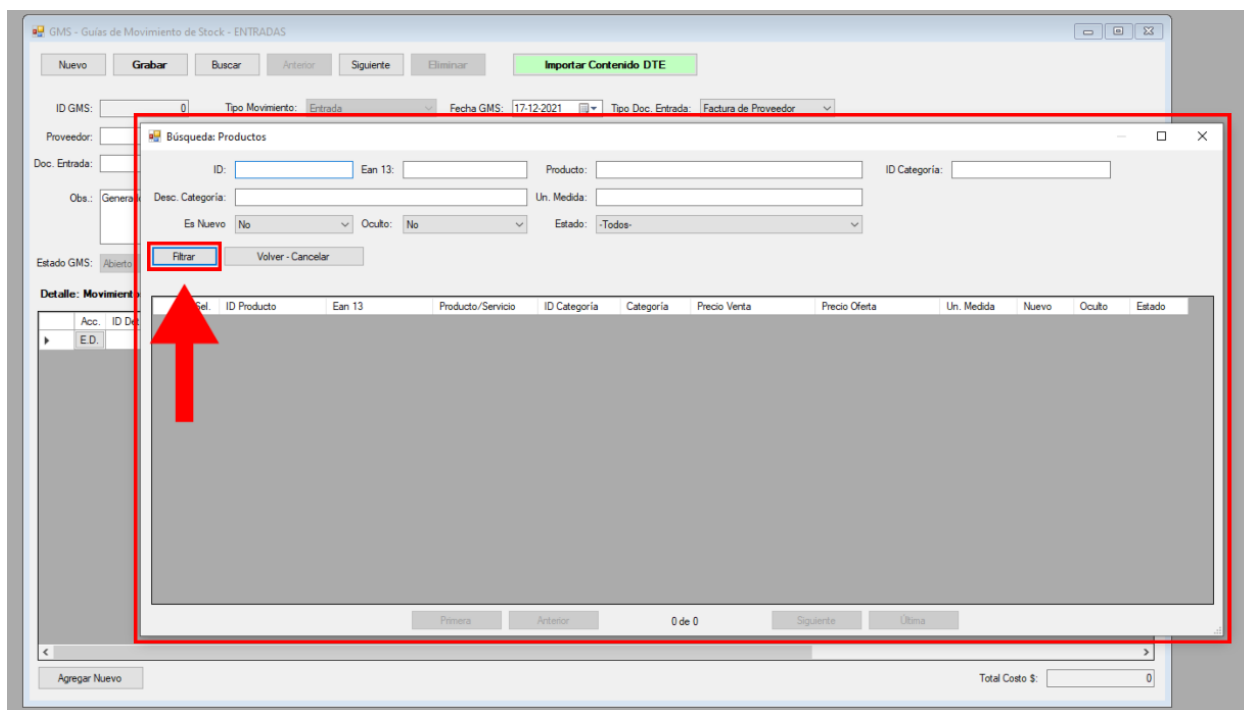 GMS - Guías de Movimiento de Stock - ENTRADAS
Nuevo Grabar Buscar Anterior Siguiente Eliminar Importar Contenido DTE
ID GMS: 0 Tipo Movimiento: Entrada Fecha GMS: 17-12-2021 Tipo Doc. Entrada: Factura de Proveedor
Proveedor:
Búsqueda: Productos
Doc. Entrada:
ID: Ean 13: Producto: ID Categoría:
Obs.:
Desc. Categoría: Un. Medida:
Es Nuevo No Oculto: No Estado: -Todos-
Estado GMS: Abierto
Filtrar Volver - Cancelar
Detalle: Movimiento
Sel. ID Producto Ean 13 Producto/Servicio ID Categoría Categoría Precio Venta Precio Oferta Un. Medida Nuevo Oculto Estado
Acc. ID
E.D.
Primera Anterior 0 de 0 Siguiente Última
Agregar Nuevo Total Costo $: 0